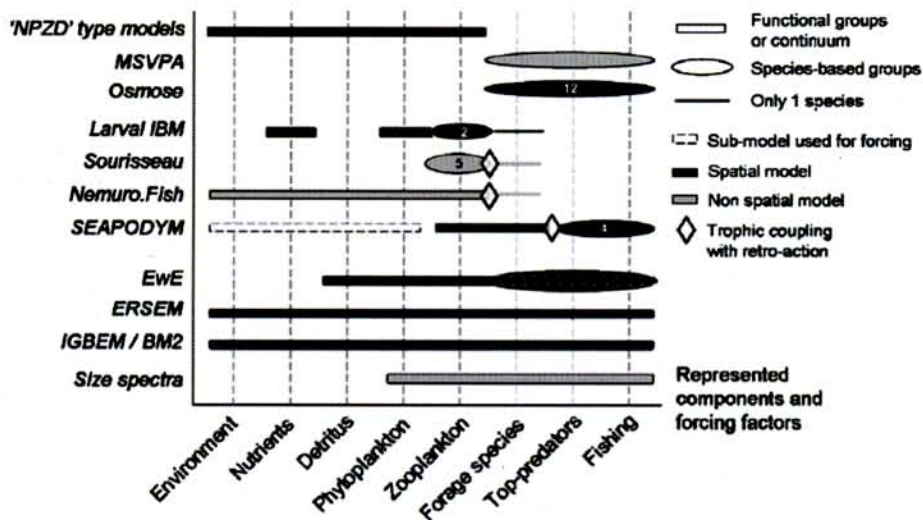 'NPZD' type models
MSVPA
Osmose
12
Larval IBM
2
Sourisseau
5
Nemuro.Fish
SEAPODYM
4
EwE
ERSEM
IGBEM / BM2
Size spectra
Environment
Nutrients
Detritus
Phytoplankton
Zooplankton
Forage species
Top-predators
Fishing
Functional groups
or continuum
Species-based groups
Only 1 species
Sub-model used for forcing
Spatial model
Non spatial model
Trophic coupling
with retro-action
Represented
components and
forcing factors